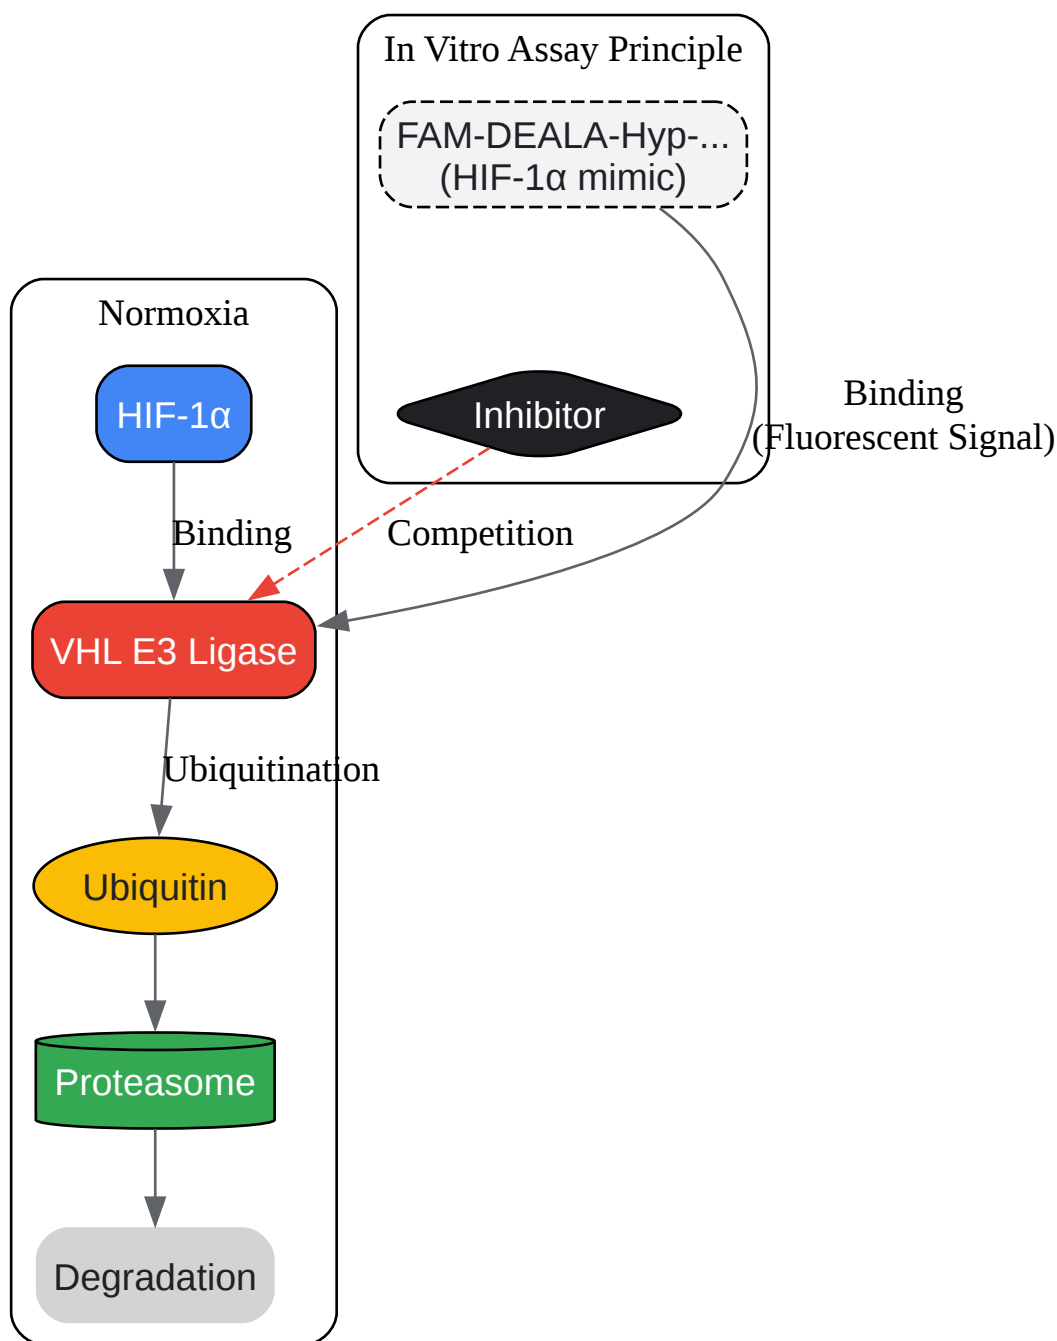 In Vitro Assay Principle
FAM-DEALA-Hyp-...
(HIF-1α mimic)
Normoxia
HIF-1α
Inhibitor
Binding
(Fluorescent Signal)
Binding
Competition
VHL E3 Ligase
Ubiquitination
Ubiquitin
Proteasome
Degradation